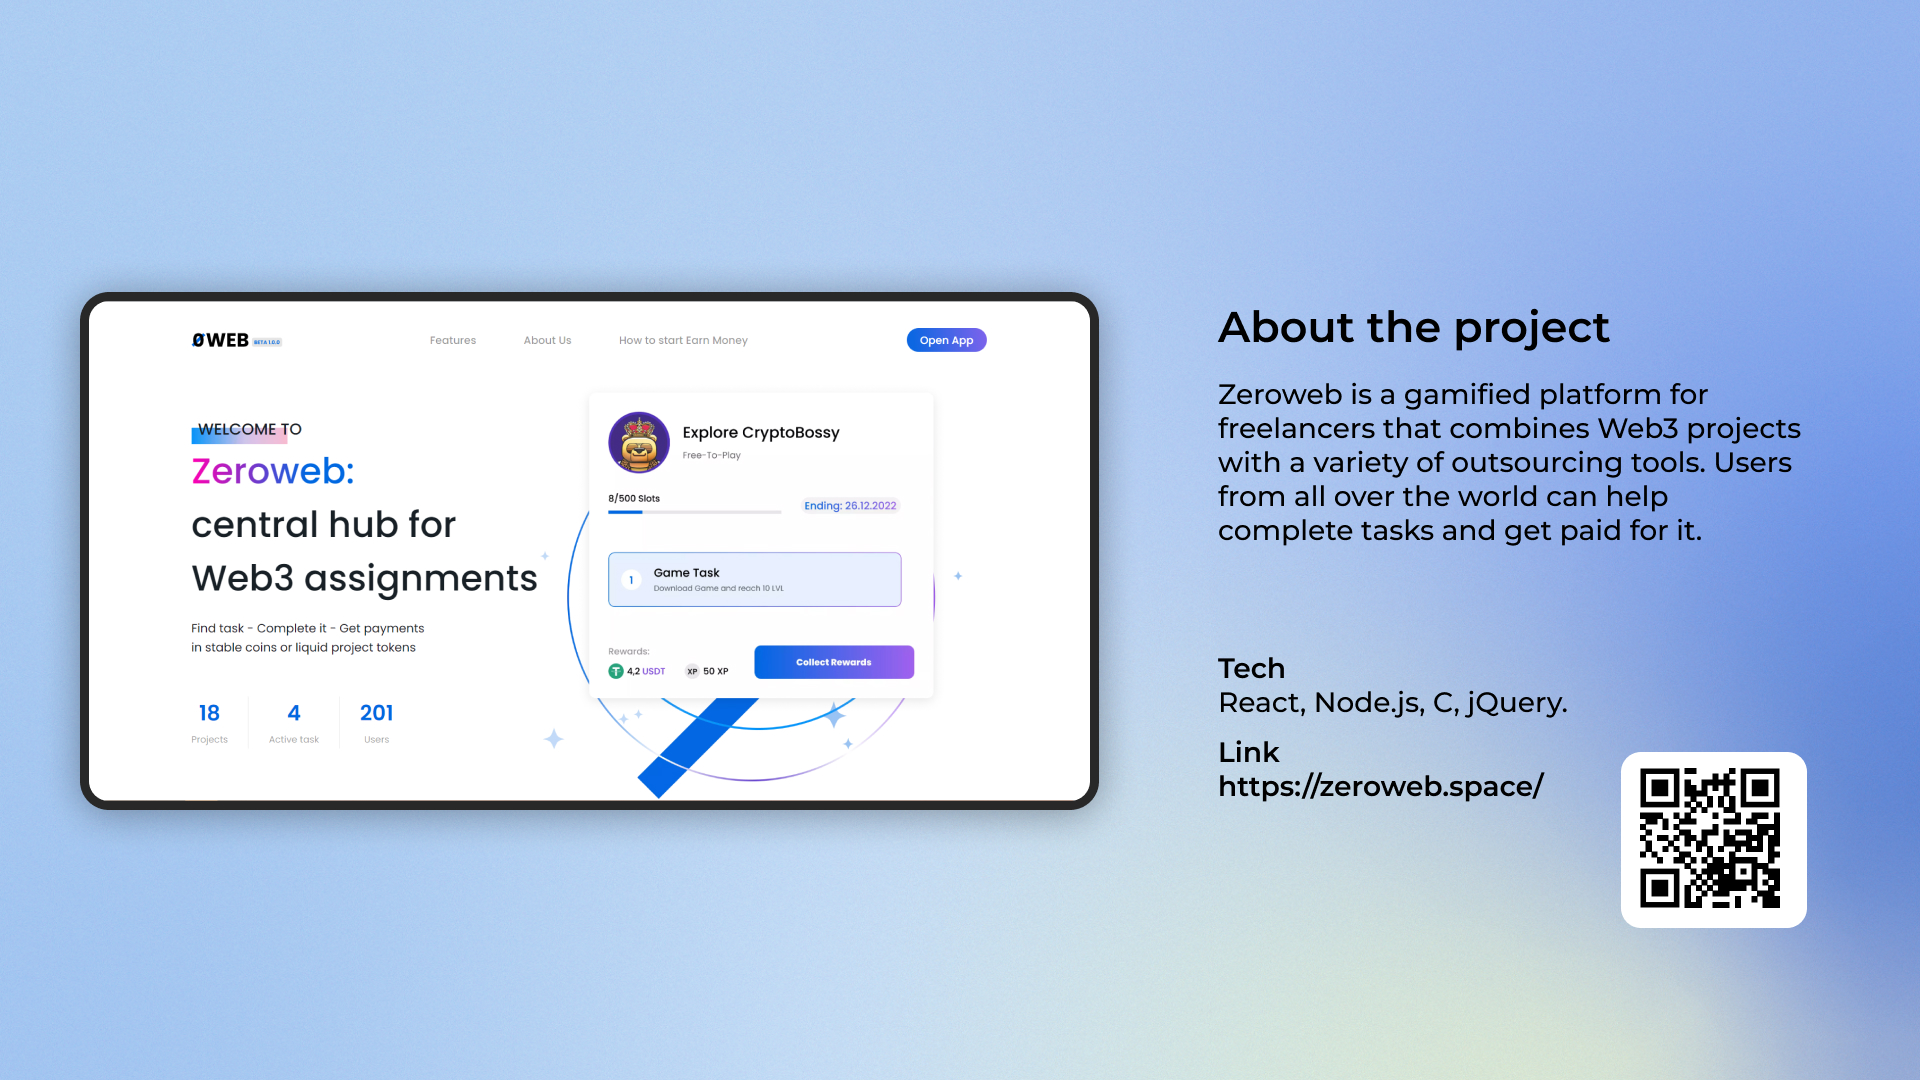 0WEB BETA 1.0.0
Features
About Us
How to start Earn Money
Open App
WELCOME TO
Zeroweb:
central hub for
Web3 assignments
Find task - Complete it - Get payments
in stable coins or liquid project tokens
18
Projects
4
Active task
201
Users
Explore CryptoBossy
Free-To-Play
8/500 Slots
Ending: 26.12.2022
1
Game Task
Download Game and reach 10 LVL
Rewards:
4,2 USDT
XP 50 XP
Collect Rewards
About the project
Zeroweb is a gamified platform for
freelancers that combines Web3 projects
with a variety of outsourcing tools. Users
from all over the world can help
complete tasks and get paid for it.
Tech
React, Node.js, C, jQuery.
Link
https://zeroweb.space/